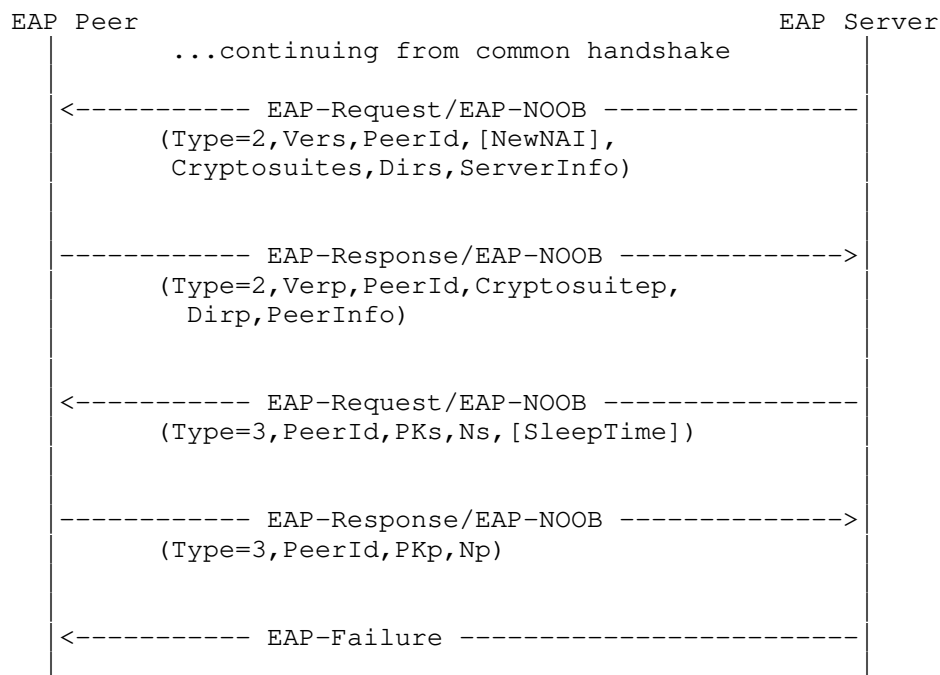 EAP Peer EAP Server
...continuing from common handshake
<----------- EAP-Request/EAP-NOOB ----------------
(Type=2,Vers,PeerId,[NewNAI],
Cryptosuites,Dirs,ServerInfo)
------------ EAP-Response/EAP-NOOB -------------->
(Type=2,Verp,PeerId,Cryptosuitep,
Dirp,PeerInfo)
<----------- EAP-Request/EAP-NOOB ----------------
(Type=3,PeerId,PKs,Ns,[SleepTime])
------------ EAP-Response/EAP-NOOB -------------->
(Type=3,PeerId,PKp,Np)
<----------- EAP-Failure -------------------------